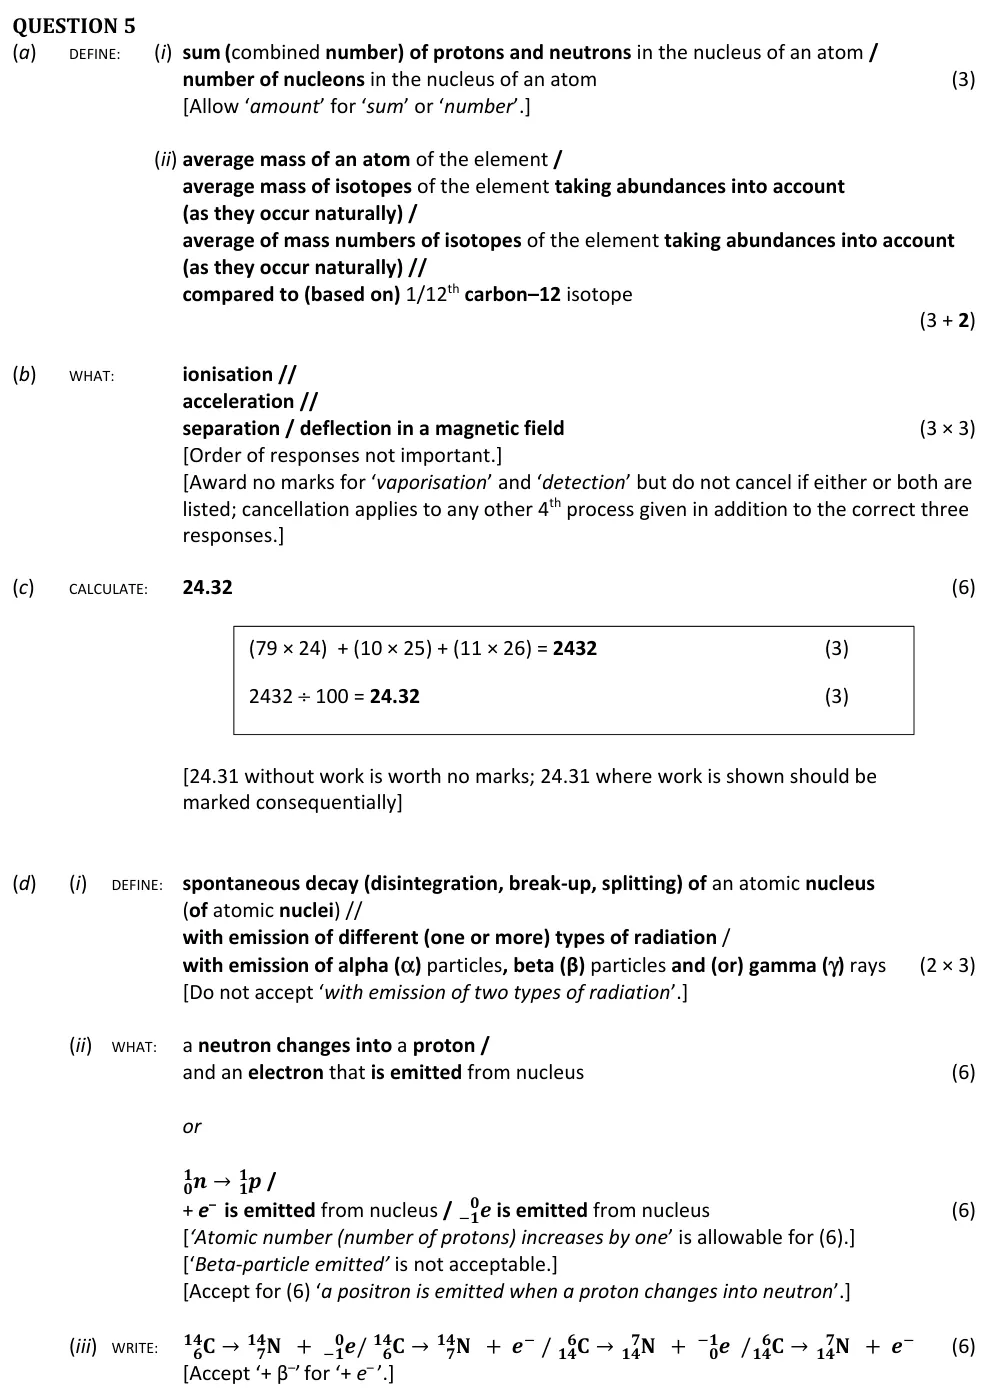 QUESTION 5
(a) DEFINE: (i) sum (combined number) of protons and neutrons in the nucleus of an atom /
number of nucleons in the nucleus of an atom (3)
[Allow ‘amount’ for ‘sum’ or ‘number’.]
(ii) average mass of an atom of the element /
average mass of isotopes of the element taking abundances into account
(as they occur naturally) /
average of mass numbers of isotopes of the element taking abundances into account
(as they occur naturally) //
compared to (based on) 1/12th carbon–12 isotope
(3 + 2)
(b) WHAT: ionisation //
acceleration //
separation / deflection in a magnetic field (3 × 3)
[Order of responses not important.]
[Award no marks for ‘vaporisation’ and ‘detection’ but do not cancel if either or both are
listed; cancellation applies to any other 4th process given in addition to the correct three
responses.]
(c) CALCULATE: 24.32 (6)
(79 × 24) + (10 × 25) + (11 × 26) = 2432 (3)
2432 ÷ 100 = 24.32 (3)
[24.31 without work is worth no marks; 24.31 where work is shown should be
marked consequentially]
(d) (i) DEFINE: spontaneous decay (disintegration, break-up, splitting) of an atomic nucleus
(of atomic nuclei) //
with emission of different (one or more) types of radiation /
with emission of alpha (α) particles, beta (β) particles and (or) gamma (γ) rays (2 × 3)
[Do not accept ‘with emission of two types of radiation’.]
(ii) WHAT: a neutron changes into a proton /
and an electron that is emitted from nucleus (6)
or
¹₀n → ¹₁p /
+ e⁻ is emitted from nucleus / ⁰₋₁e is emitted from nucleus (6)
[‘Atomic number (number of protons) increases by one’ is allowable for (6).]
[‘Beta-particle emitted’ is not acceptable.]
[Accept for (6) ‘a positron is emitted when a proton changes into neutron’.]
(iii) WRITE: ¹⁴₆C → ¹⁴₇N + ⁰₋₁e/ ¹⁴₆C → ¹⁴₇N + e⁻ / ⁶₁₄C → ⁷₁₄N + ⁻¹₀e /⁶₁₄C → ⁷₁₄N + e⁻ (6)
[Accept ‘+ β⁻’ for ‘+ e⁻’.]